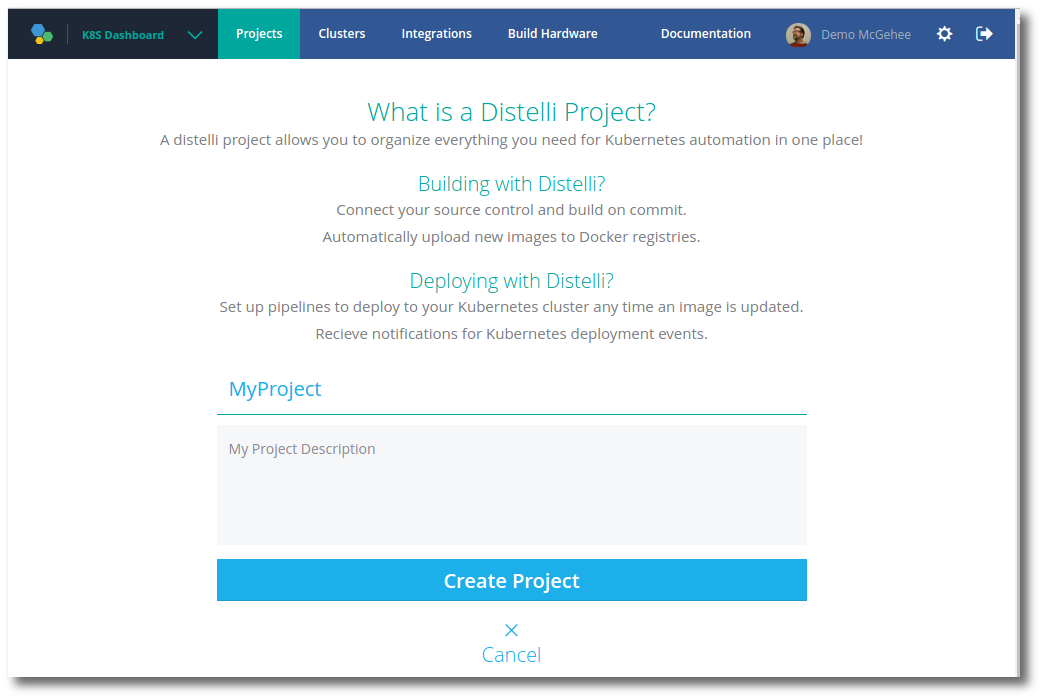 K8S Dashboard Projects Clusters Integrations Build Hardware Documentation Demo McGehee
What is a Distelli Project?
A distelli project allows you to organize everything you need for Kubernetes automation in one place!
Building with Distelli?
Connect your source control and build on commit.
Automatically upload new images to Docker registries.
Deploying with Distelli?
Set up pipelines to deploy to your Kubernetes cluster any time an image is updated.
Recieve notifications for Kubernetes deployment events.
MyProject
My Project Description
Create Project
Cancel